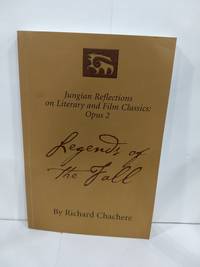 Jungian Reflections
on Literary and Film Classics:
Opus 2
Legends of
the Fall
By Richard Chachere